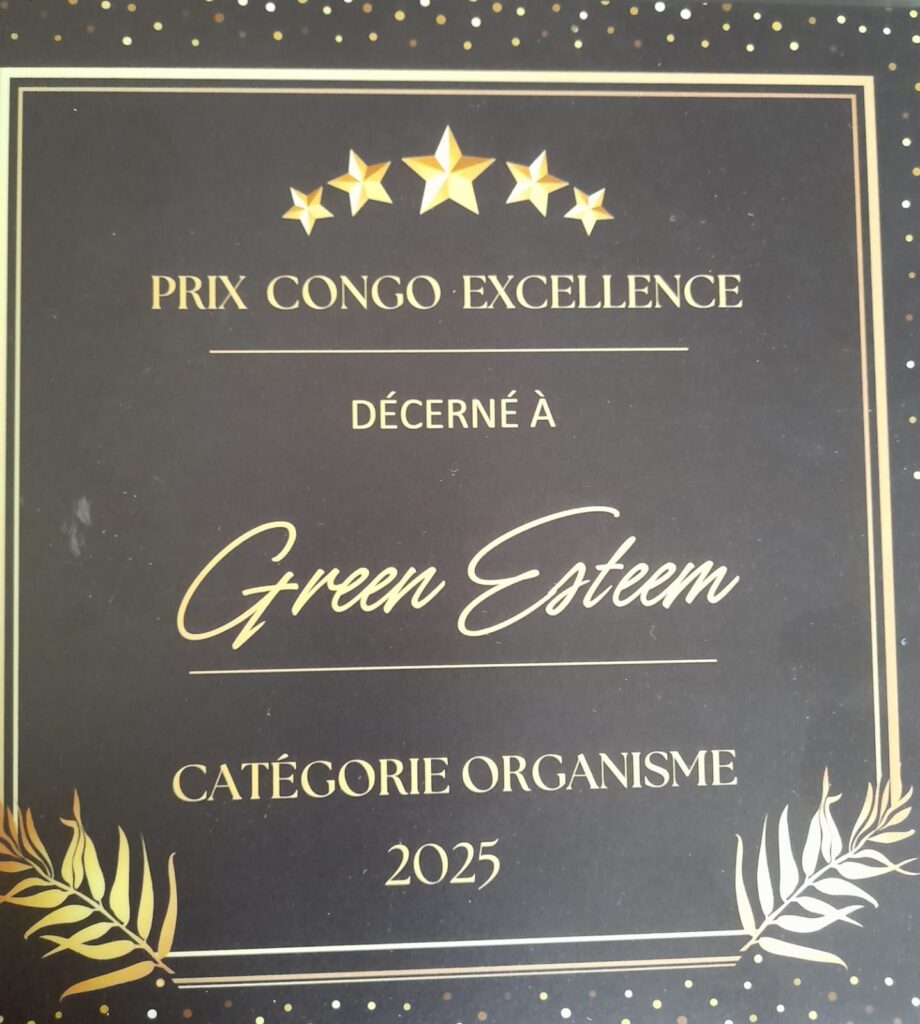 PRIX CONGO EXCELLENCE
DÉCERNÉ À
Green Esteem
CATÉGORIE ORGANISME
2025